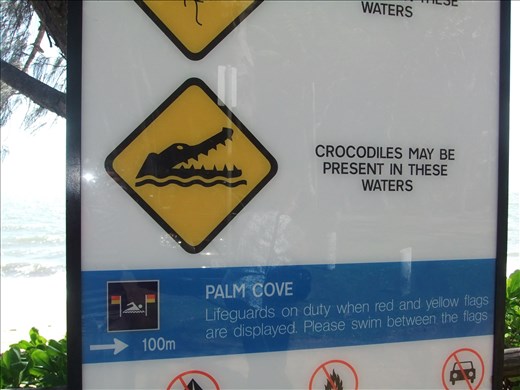 THESE
WATERS
CROCODILES MAY BE
PRESENT IN THESE
WATERS
PALM COVE
Lifeguards on duty when red and yellow flags
are displayed. Please swim between the flags
100m